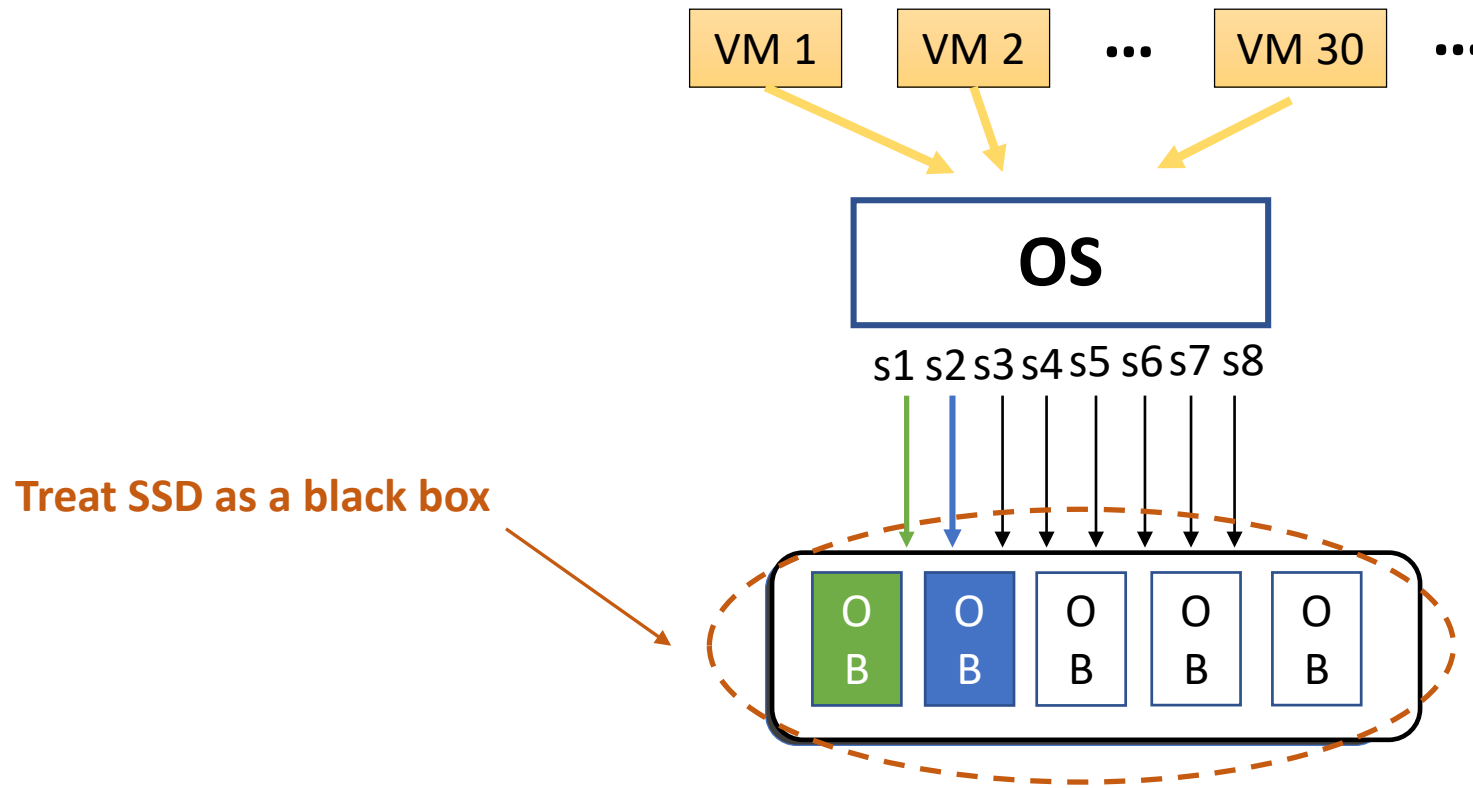 VM 1 VM 2 ... VM 30 ...
OS
s1 s2 s3 s4 s5 s6 s7 s8
Treat SSD as a black box
O O O O O
B B B B B